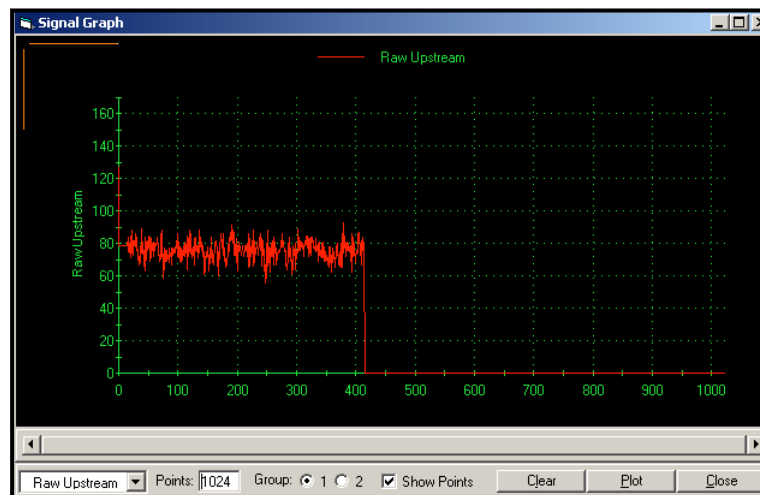 Signal Graph
Raw Upstream
160
140
120
100
80
60
40
20
0
Raw Upstream
0 100 200 300 400 500 600 700 800 900 1000
Raw Upstream Points: 1024 Group: 1 2 Show Points Clear Plot Close